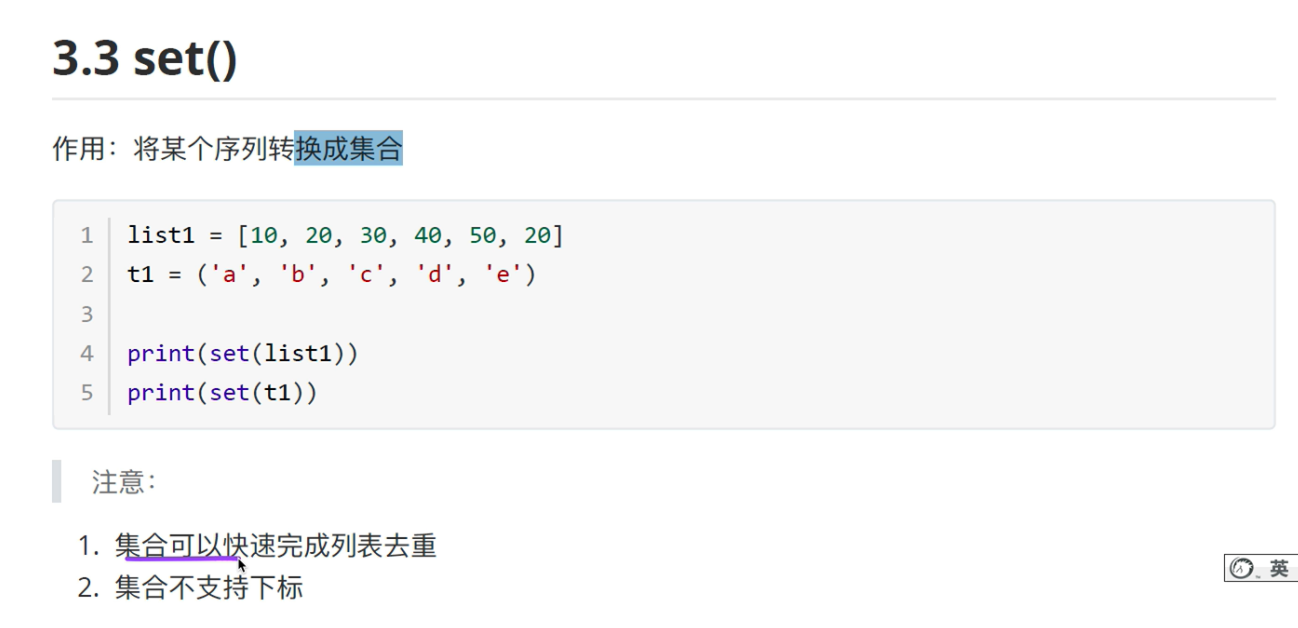 3.3 set()
作用：将某个序列转换成集合
1 list1 = [10, 20, 30, 40, 50, 20]
2 t1 = ('a', 'b', 'c', 'd', 'e')
3
4 print(set(list1))
5 print(set(t1))
注意：
1. 集合可以快速完成列表去重
2. 集合不支持下标
英